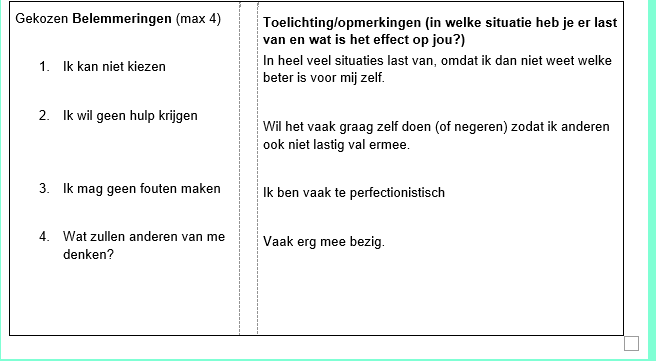 Gekozen Belemmeringen (max 4)
1. Ik kan niet kiezen
2. Ik wil geen hulp krijgen
3. Ik mag geen fouten maken
4. Wat zullen anderen van me
denken?
Toelichting/opmerkingen (in welke situatie heb je er last
van en wat is het effect op jou?)
In heel veel situaties last van, omdat ik dan niet weet welke
beter is voor mij zelf.
Wil het vaak graag zelf doen (of negeren) zodat ik anderen
ook niet lastig val ermee.
Ik ben vaak te perfectionistisch
Vaak erg mee bezig.